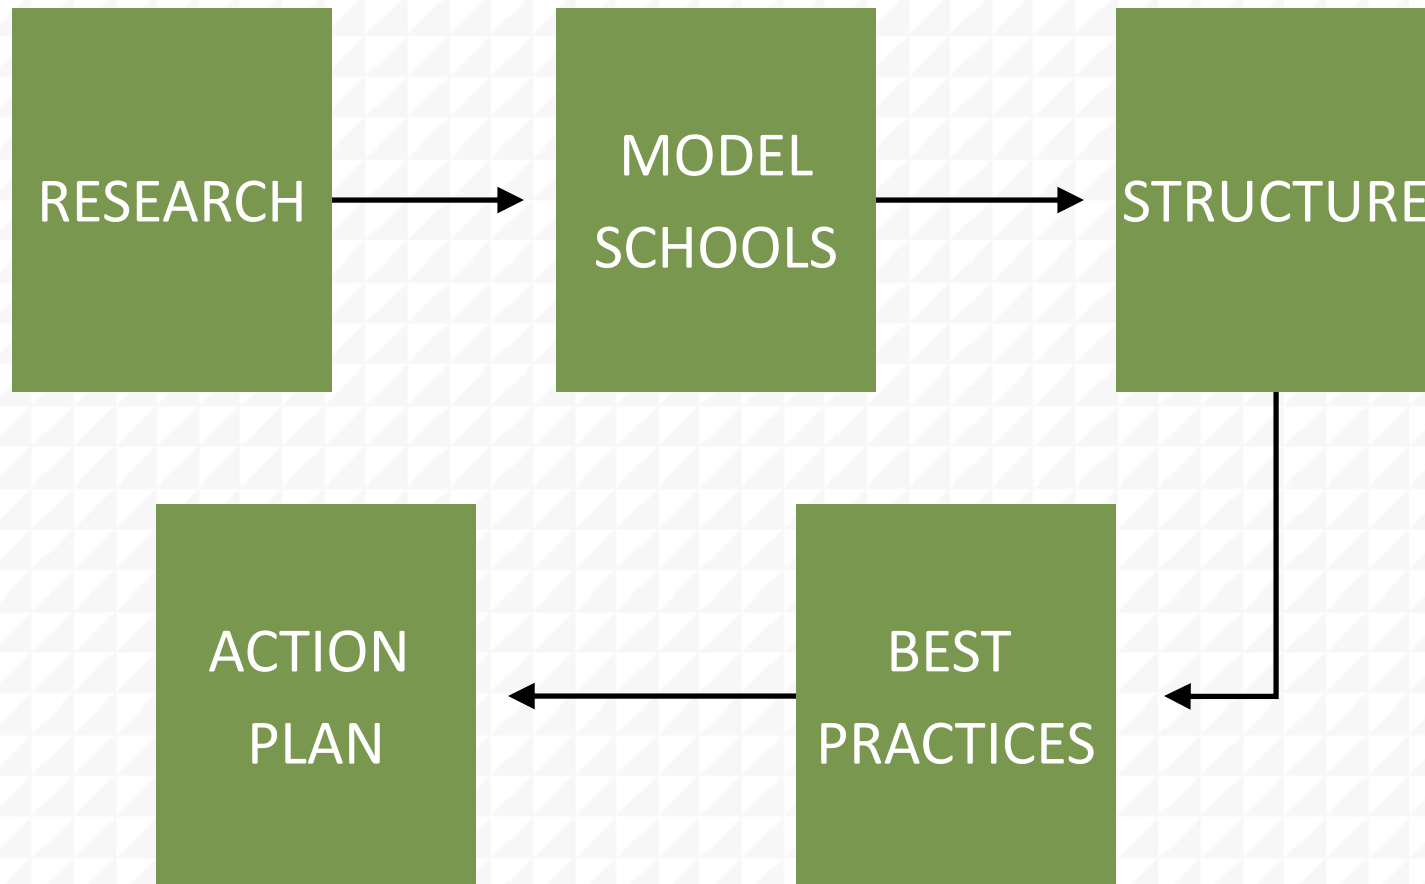 RESEARCH
MODEL
SCHOOLS
STRUCTURE
BEST
PRACTICES
ACTION
PLAN